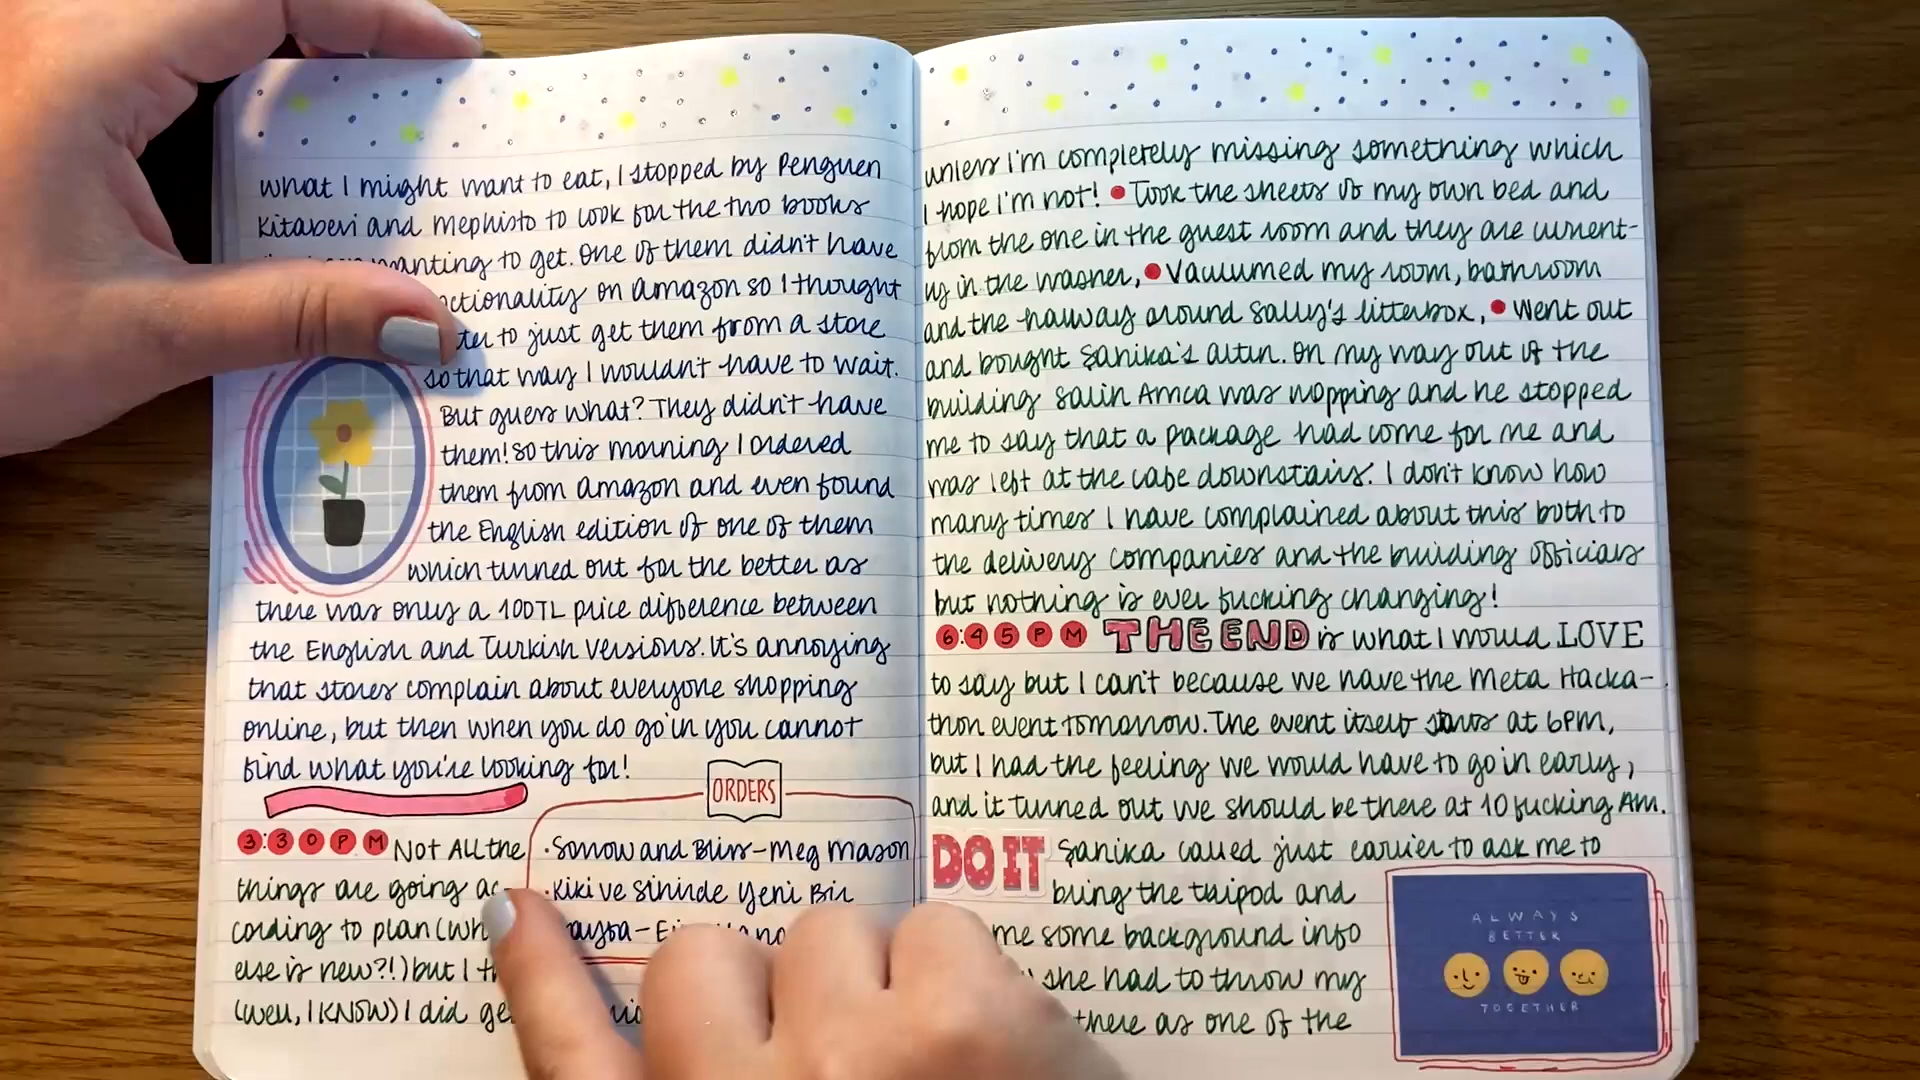 what I might want to eat, I stopped by Penguen
Kitabevi and Mephisto to look for the two books
wanting to get. One of them didn't have
ctionality on Amazon so I thought
to just get them from a store
so that way I wouldn't have to wait.
But guess what? They didn't have
them! So this morning I ordered
them from Amazon and even found
the English edition of one of them
which turned out for the better as
there was only a 100TL price difference between
the English and Turkish versions. It's annoying
that stores complain about everyone shopping
online, but then when you do go in you cannot
find what you're looking for!
ORDERS
· Sorrow and Bliss - Meg Mason
· Kiki ve Sihirde Yeni Bir
3:30PM Not ALL the
things are going ac-
cording to plan (wh
else is new?!) but I th
(well, I KNOW) I did ge
unless I'm completely missing something which
I hope I'm not! • Took the sheets of my own bed and
from the one in the guest room and they are current-
ly in the washer, • Vacuumed my room, bathroom
and the hallway around Sally's litterbox, • Went out
and bought Şanika's altın. On my way out of the
building Salih Amca was mopping and he stopped
me to say that a package had come for me and
was left at the cafe downstairs. I don't know how
many times I have complained about this both to
the delivery companies and the building officials
but nothing is ever fucking changing!
6:45PM THE END is what I would LOVE
to say but I can't because we have the Meta Hacka-
thon event tomorrow. The event itself starts at 6PM,
but I had the feeling we would have to go in early,
and it turned out we should be there at 10 fucking AM.
DO IT Şanika called just earlier to ask me to
bring the tripod and
me some background info
she had to throw my
there as one of the
ALWAYS
BETTER
TOGETHER